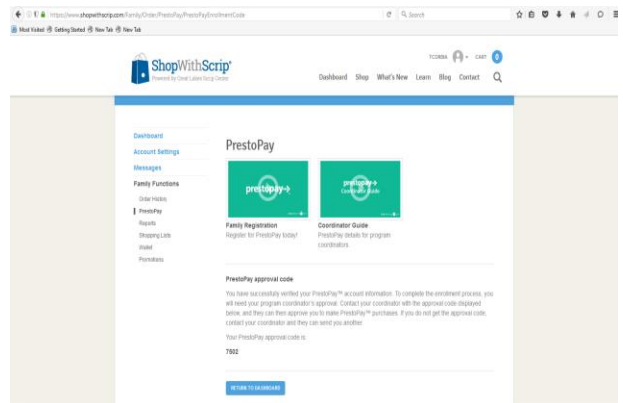 https://www.shopwithscrip.com/Family/Order/PrestoPay/PrestoPayEnrollmentCode
Search
Most Visited Getting Started New Tab New Tab
ShopWithScrip
Powered by Great Lakes Scrip Center
CART 0
Dashboard Shop What's New Learn Blog Contact
Dashboard
Account Settings
Messages
Family Functions
Order History
PrestoPay
Reports
Shopping Lists
Wallet
Promotions
PrestoPay
prestopay
prestopay
Coordinator Guide
Family Registration
Register for PrestoPay today!
Coordinator Guide
PrestoPay details for program
coordinators
PrestoPay approval code
You have successfully verified your PrestoPay™ account information. To complete the enrollment process, you
will need your program coordinator's approval. Contact your coordinator with the approval code displayed
below, and they can then approve you to make PrestoPay™ purchases. If you do not get the approval code,
contact your coordinator and they can send you another.
Your PrestoPay approval code is:
7602
RETURN TO DASHBOARD